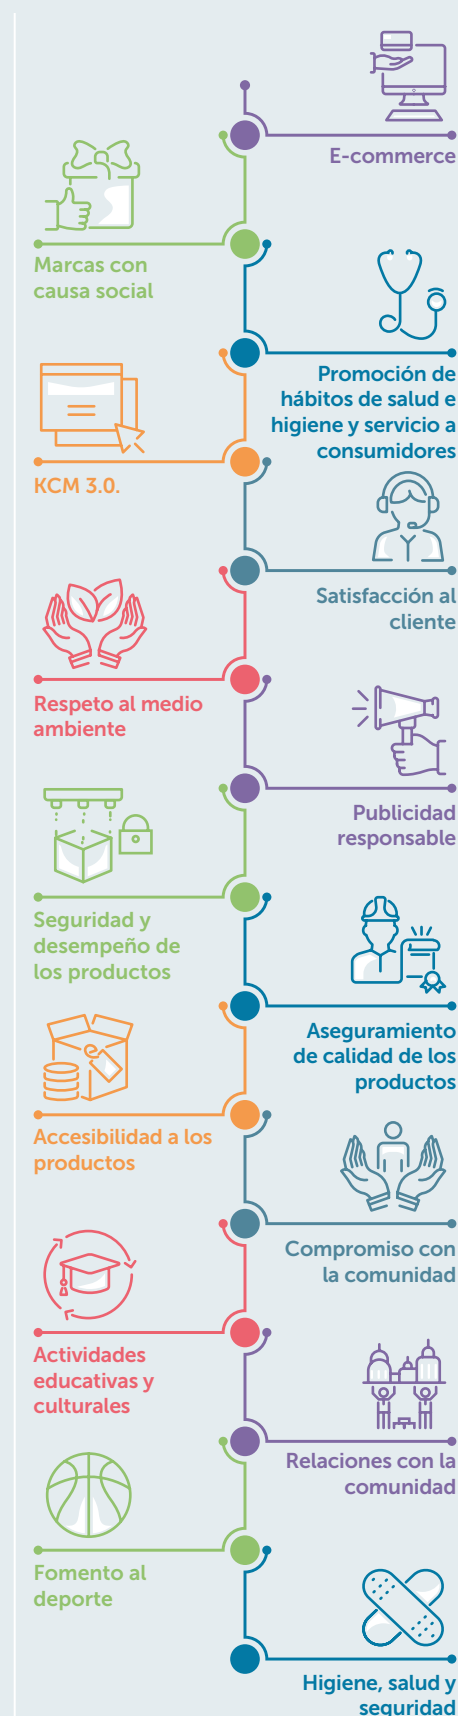 E-commerce
Marcas con
causa social
Promoción de
hábitos de salud e
higiene y servicio a
consumidores
KCM 3.0.
Satisfacción al
cliente
Respeto al medio
ambiente
Publicidad
responsable
Seguridad y
desempeño de
los productos
Aseguramiento
de calidad de los
productos
Accesibilidad a los
productos
Compromiso con
la comunidad
Actividades
educativas y
culturales
Relaciones con la
comunidad
Fomento al
deporte
Higiene, salud y
seguridad